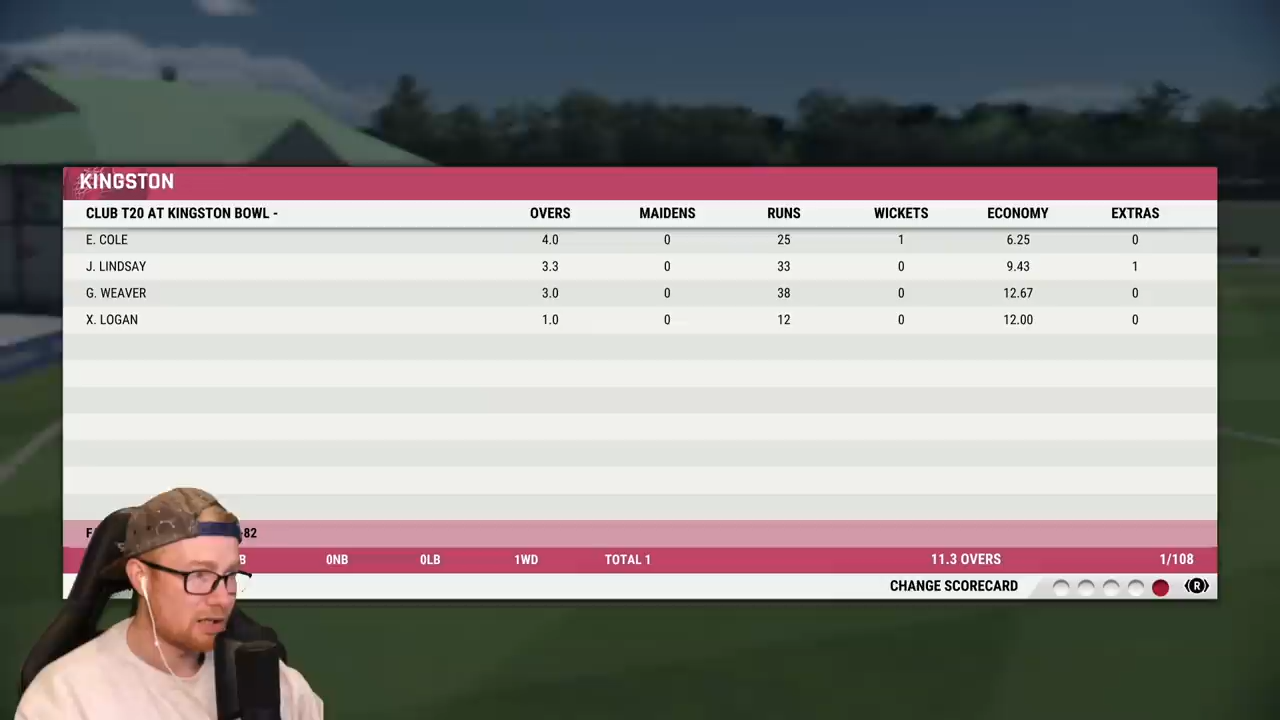 KINGSTON
CLUB T20 AT KINGSTON BOWL - OVERS MAIDENS RUNS WICKETS ECONOMY EXTRAS
E. COLE 4.0 0 25 1 6.25 0
J. LINDSAY 3.3 0 33 0 9.43 1
G. WEAVER 3.0 0 38 0 12.67 0
X. LOGAN 1.0 0 12 0 12.00 0
82
0NB 0LB 1WD TOTAL 1 11.3 OVERS 1/108
CHANGE SCORECARD R